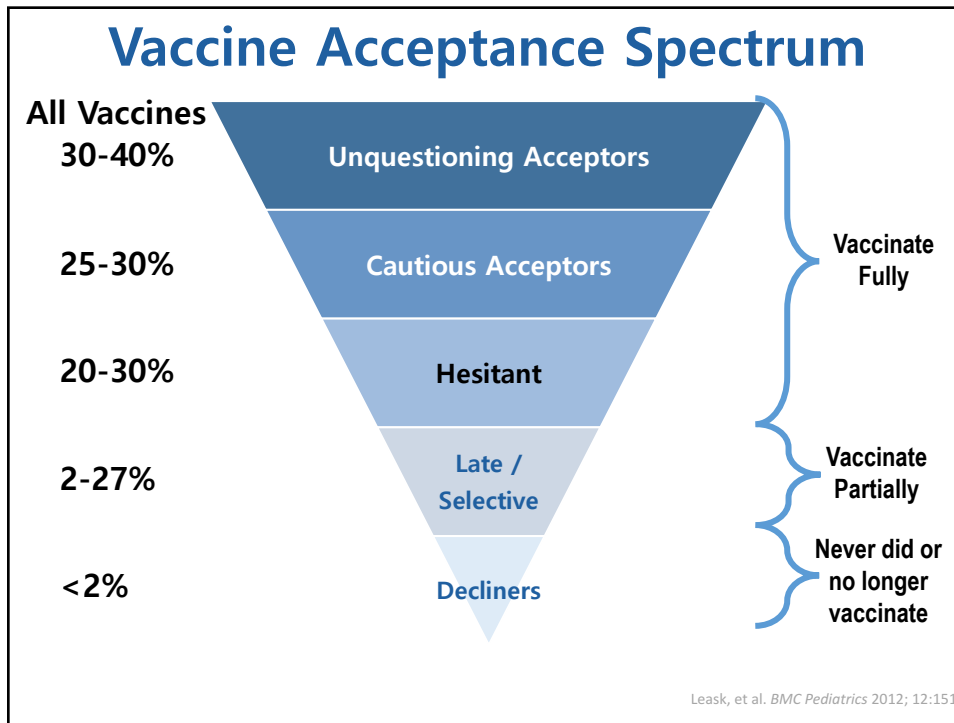 Vaccine Acceptance Spectrum
All Vaccines
30-40%
Unquestioning Acceptors
25-30%
Cautious Acceptors
Vaccinate
Fully
20-30%
Hesitant
2-27%
Late /
Selective
Vaccinate
Partially
<2%
Decliners
Never did or
no longer
vaccinate
Leask, et al. BMC Pediatrics 2012; 12:151